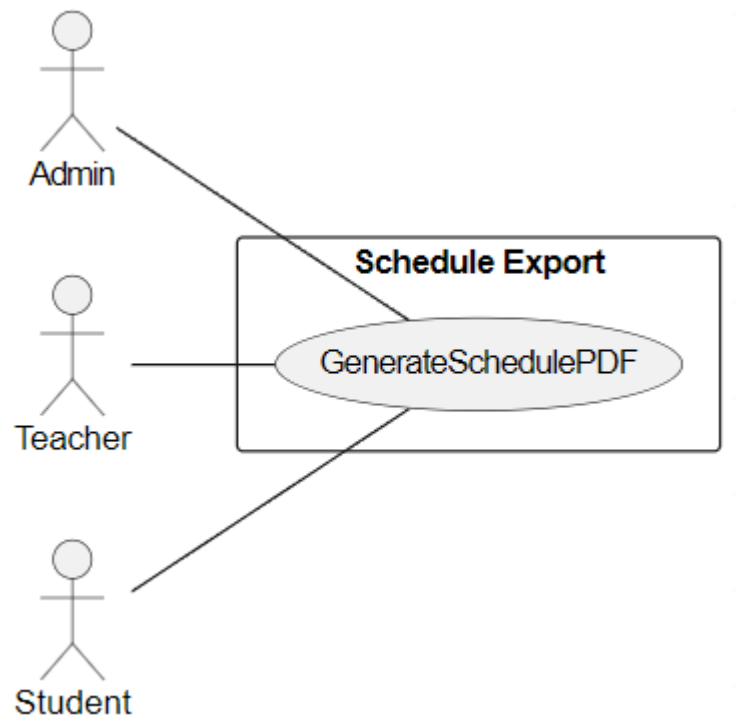 Admin
Schedule Export
GenerateSchedulePDF
Teacher
Student